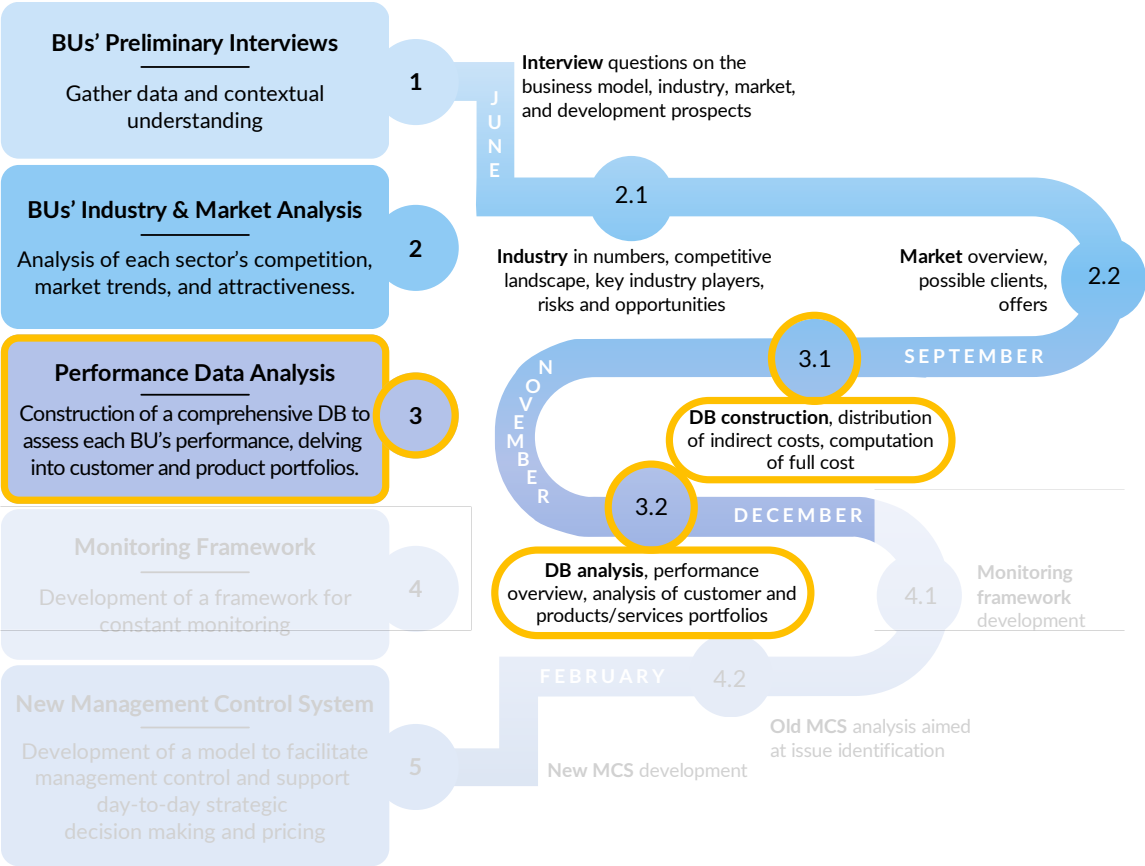 BUs’ Preliminary Interviews
Gather data and contextual
understanding
1
JUNE
Interview questions on the
business model, industry, market,
and development prospects
BUs’ Industry & Market Analysis
Analysis of each sector’s competition,
market trends, and attractiveness.
2
2.1
Industry in numbers, competitive
landscape, key industry players,
risks and opportunities
Market overview,
possible clients,
offers
2.2
Performance Data Analysis
Construction of a comprehensive DB to
assess each BU’s performance, delving
into customer and product portfolios.
3
SEPTEMBER
3.1
DB construction, distribution
of indirect costs, computation
of full cost
NOVEMBER
3.2
DECEMBER
DB analysis, performance
overview, analysis of customer and
products/services portfolios
Monitoring Framework
Development of a framework for
constant monitoring
4
4.1
Monitoring
framework
development
FEBRUARY
4.2
Old MCS analysis aimed
at issue identification
New Management Control System
Development of a model to facilitate
management control and support
day-to-day strategic
decision making and pricing
5
New MCS development